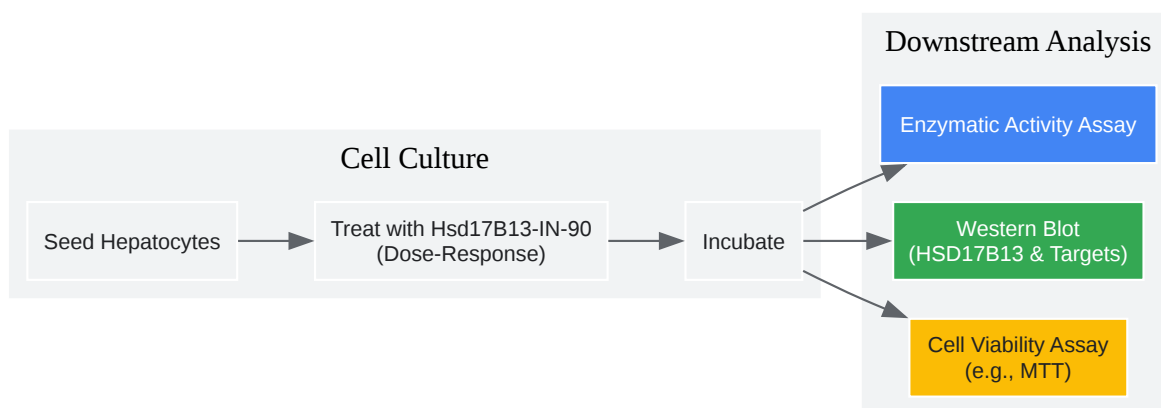 Cell Culture
Seed Hepatocytes
Treat with Hsd17B13-IN-90
(Dose-Response)
Incubate
Downstream Analysis
Enzymatic Activity Assay
Western Blot
(HSD17B13 & Targets)
Cell Viability Assay
(e.g., MTT)